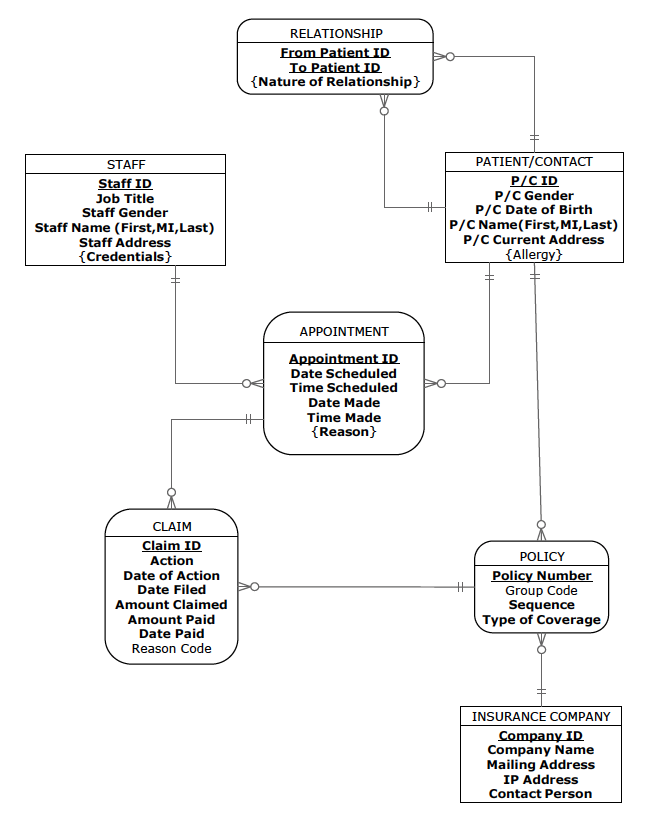 RELATIONSHIP
From Patient ID
To Patient ID
{Nature of Relationship}
STAFF
Staff ID
Job Title
Staff Gender
Staff Name (First,MI,Last)
Staff Address
{Credentials}
PATIENT/CONTACT
P/C ID
P/C Gender
P/C Date of Birth
P/C Name(First,MI,Last)
P/C Current Address
{Allergy}
APPOINTMENT
Appointment ID
Date Scheduled
Time Scheduled
Date Made
Time Made
{Reason}
CLAIM
Claim ID
Action
Date of Action
Date Filed
Amount Claimed
Amount Paid
Date Paid
Reason Code
POLICY
Policy Number
Group Code
Sequence
Type of Coverage
INSURANCE COMPANY
Company ID
Company Name
Mailing Address
IP Address
Contact Person